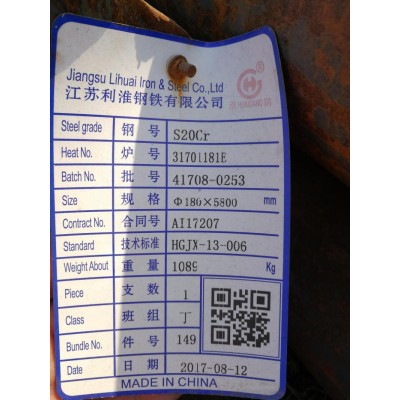 Jiangsu Lihuai Iron & Steel Co.,Ltd
江苏利淮钢铁有限公司
Steel grade 钢号 S20Cr
Heat No. 炉号 31701181E
Batch No. 批号 41708-0253
Size 规格 Φ180×5800 mm
Contract No. 合同号 AI17207
Standard 技术标准 HGJX-13-006
Weight About 重量 1089 Kg
Piece 支数 1
Class 班组 丁
Bundle No. 件号 149
Date 日期 2017-08-12
MADE IN CHINA